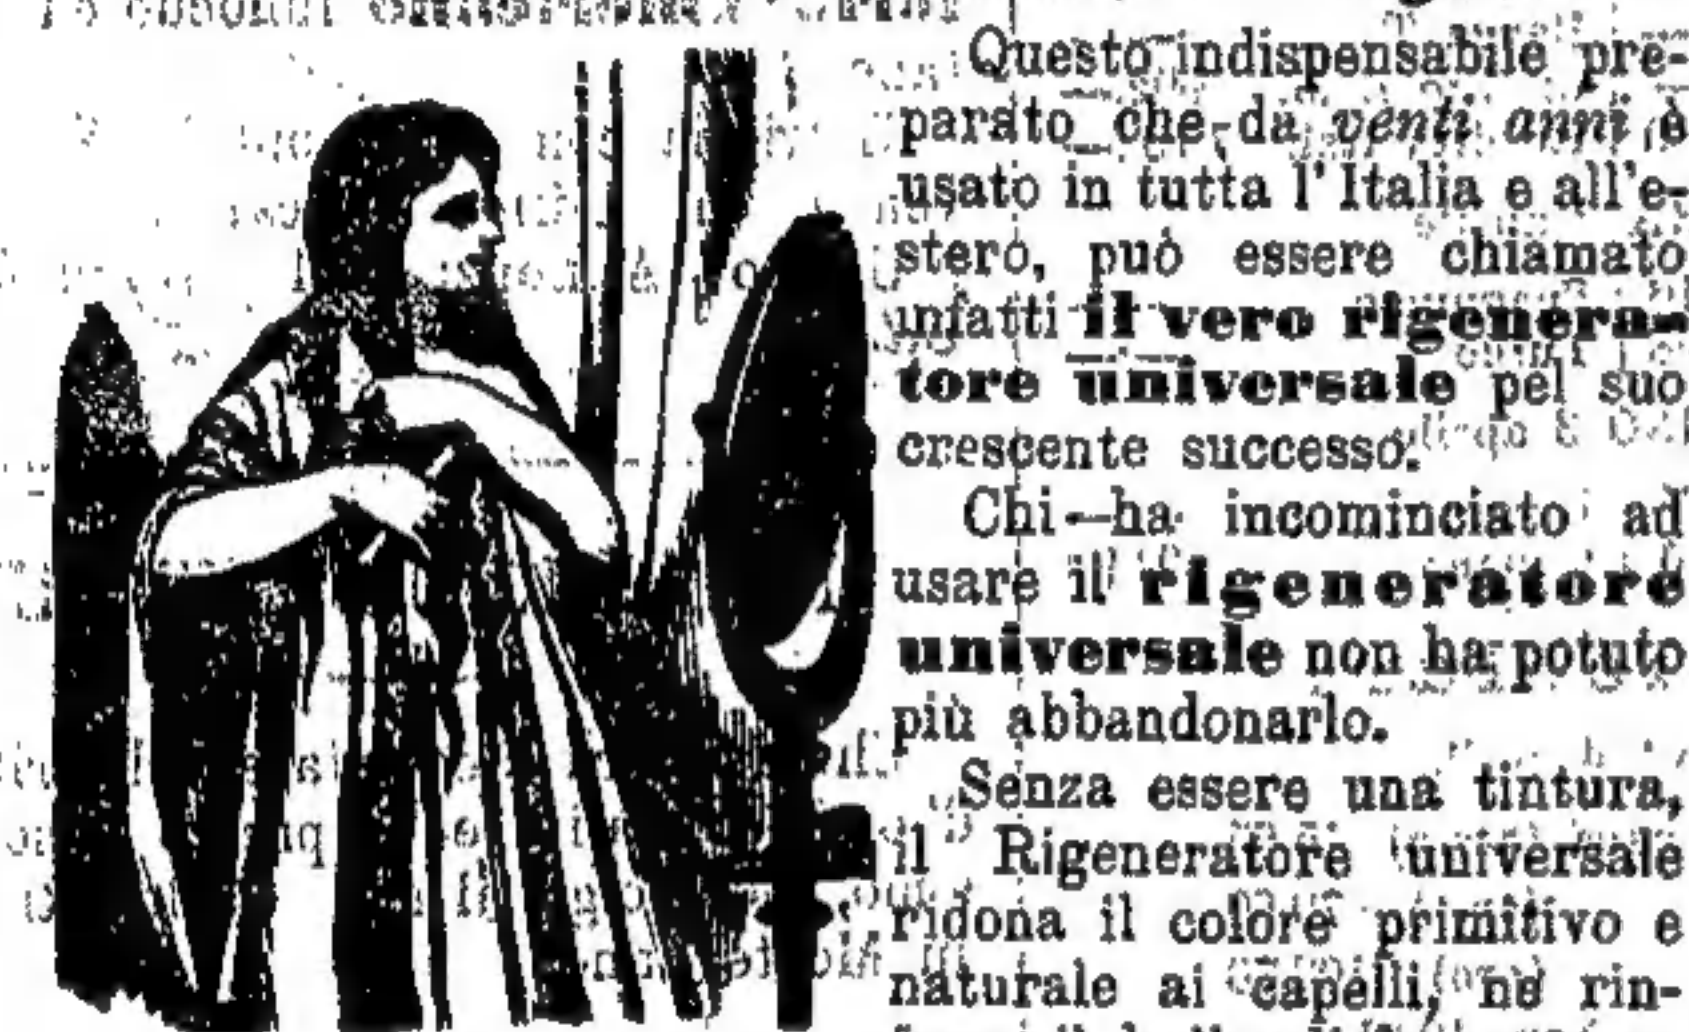 Questo indispensabile pre-
parato che da venti anni è
usato in tutta l'Italia e all'e-
stero, può essere chiamato
infatti il vero rigenera-
tore universale pel suo
crescente successo.
Chi ha incominciato ad
usare il rigeneratore
universale non ha potuto
più abbandonarlo.
Senza essere una tintura,
il Rigeneratore universale
ridona il colore primitivo e
naturale ai capelli, ne rin-